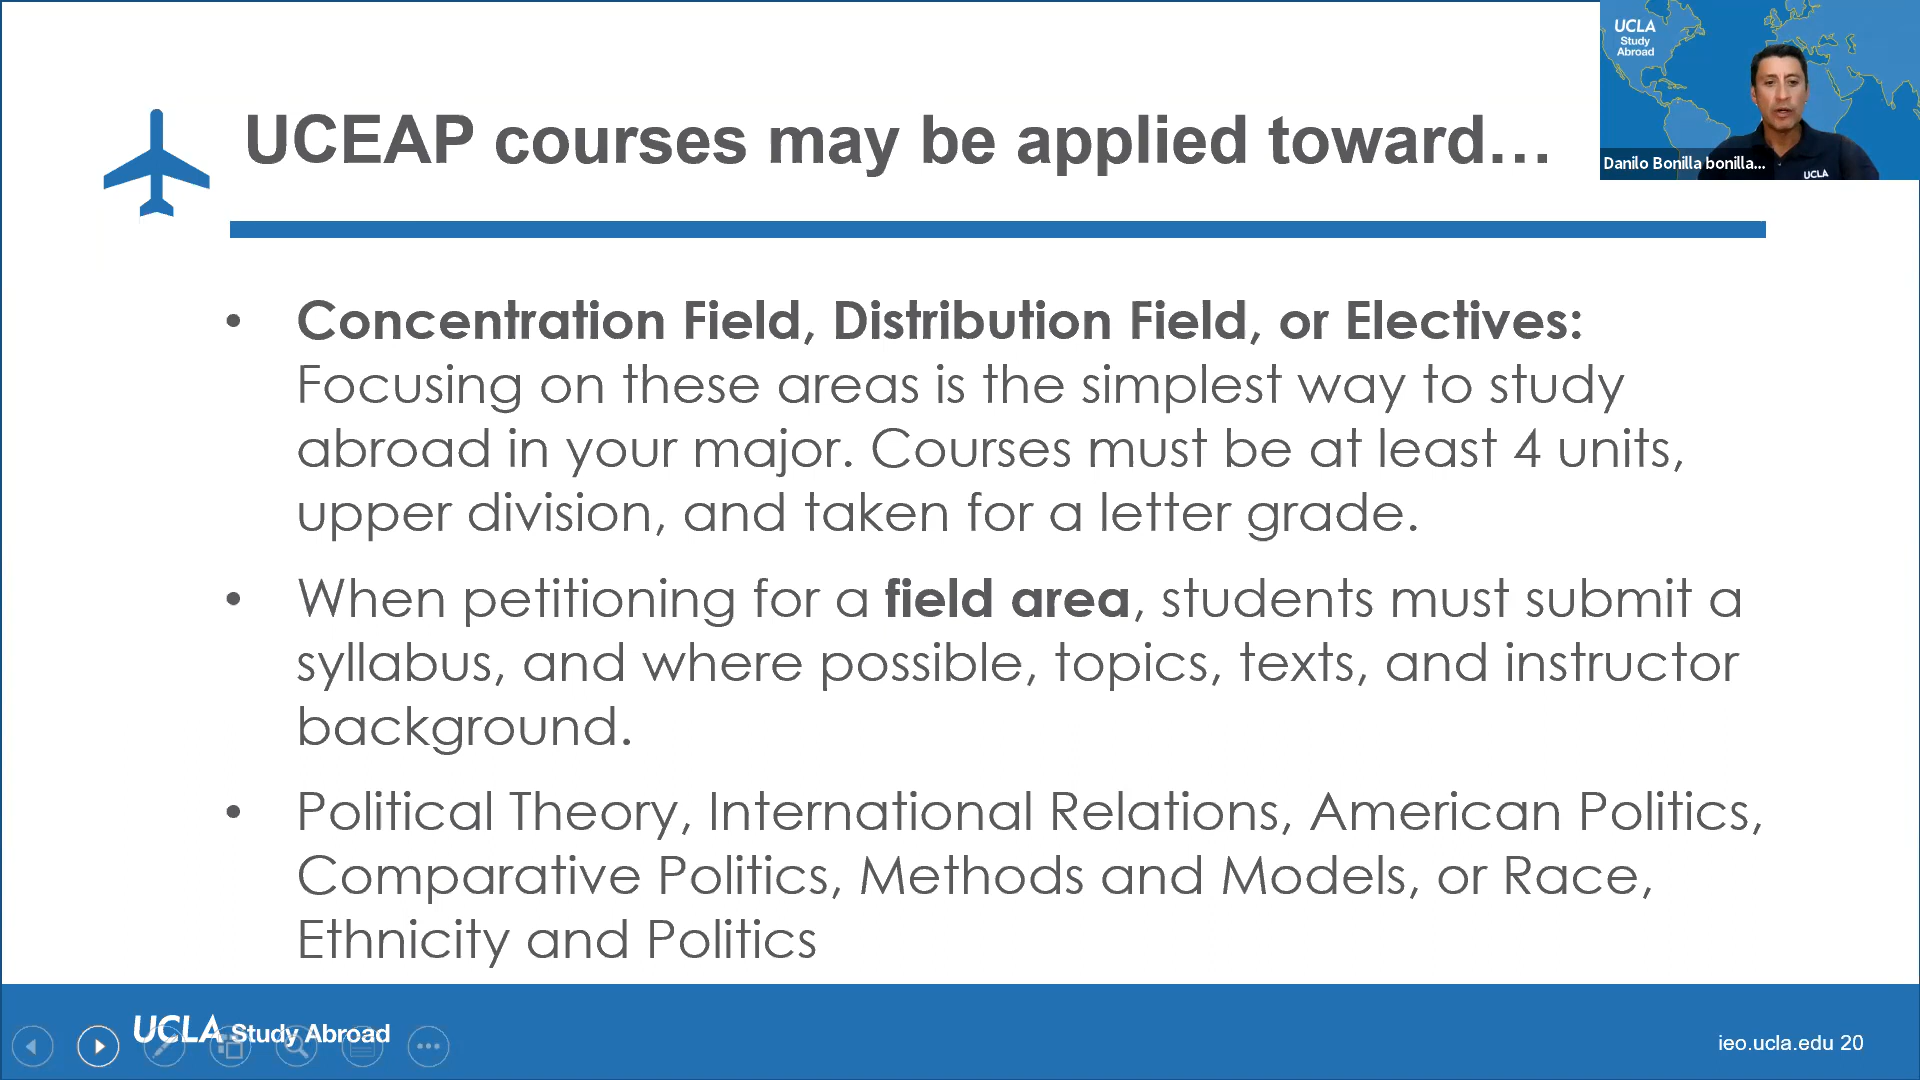 UCEAP courses may be applied toward…
UCLA
Study
Abroad
Danilo Bonilla bonilla...
UCLA
• Concentration Field, Distribution Field, or Electives:
Focusing on these areas is the simplest way to study
abroad in your major. Courses must be at least 4 units,
upper division, and taken for a letter grade.
• When petitioning for a field area, students must submit a
syllabus, and where possible, topics, texts, and instructor
background.
• Political Theory, International Relations, American Politics,
Comparative Politics, Methods and Models, or Race,
Ethnicity and Politics
UCLA Study Abroad
ieo.ucla.edu 20